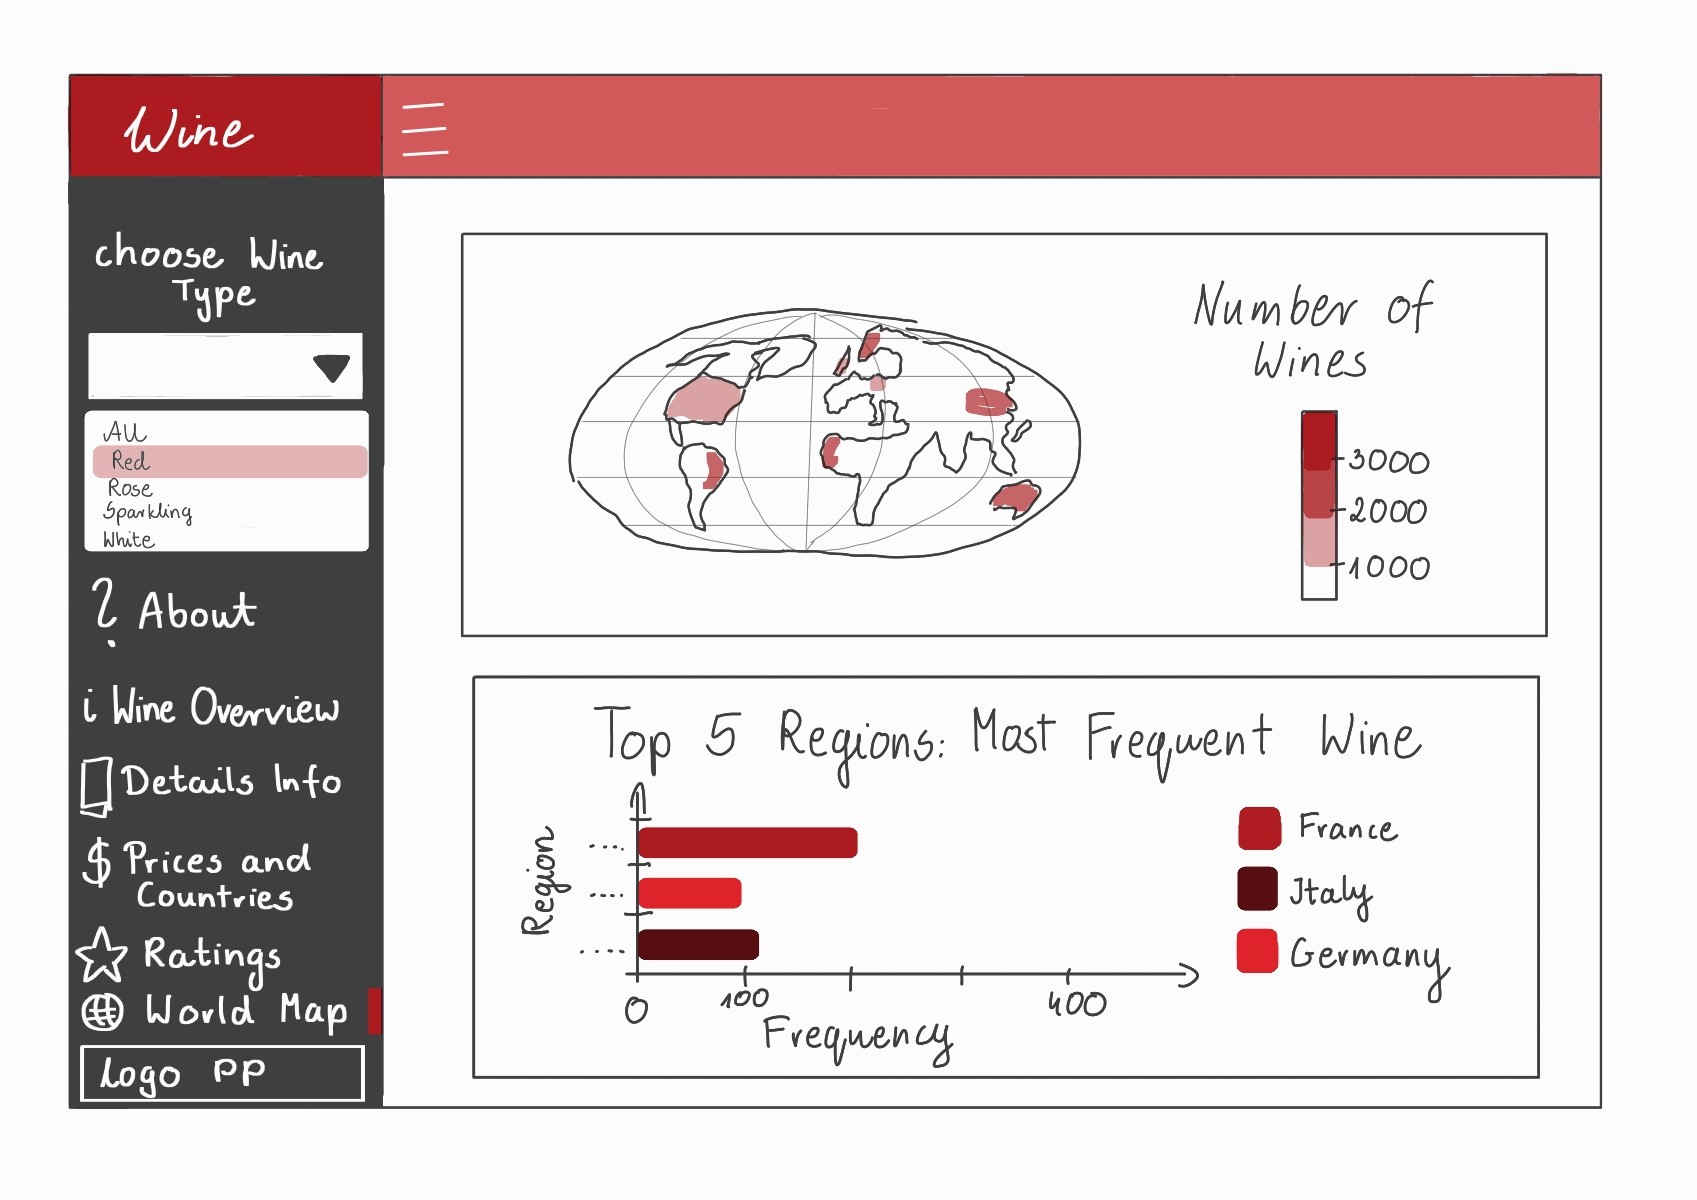 Wine
choose Wine
Type
All
Red
Rose
Sparkling
White
? About
i Wine Overview
Details Info
$ Prices and
Countries
Ratings
World Map
Logo PP
Number of
Wines
3000
2000
1000
Top 5 Regions: Most Frequent Wine
Region
0
100
400
Frequency
France
Italy
Germany